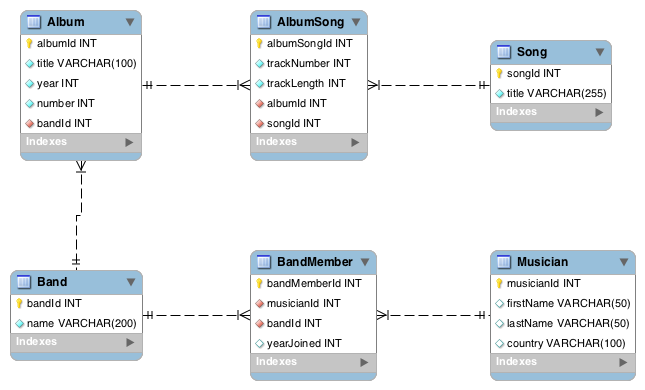 Album
albumId INT
title VARCHAR(100)
year INT
number INT
bandId INT
Indexes
AlbumSong
albumSongId INT
trackNumber INT
trackLength INT
albumId INT
songId INT
Indexes
Song
songId INT
title VARCHAR(255)
Indexes
Band
bandId INT
name VARCHAR(200)
Indexes
BandMember
bandMemberId INT
musicianId INT
bandId INT
yearJoined INT
Indexes
Musician
musicianId INT
firstName VARCHAR(50)
lastName VARCHAR(50)
country VARCHAR(100)
Indexes